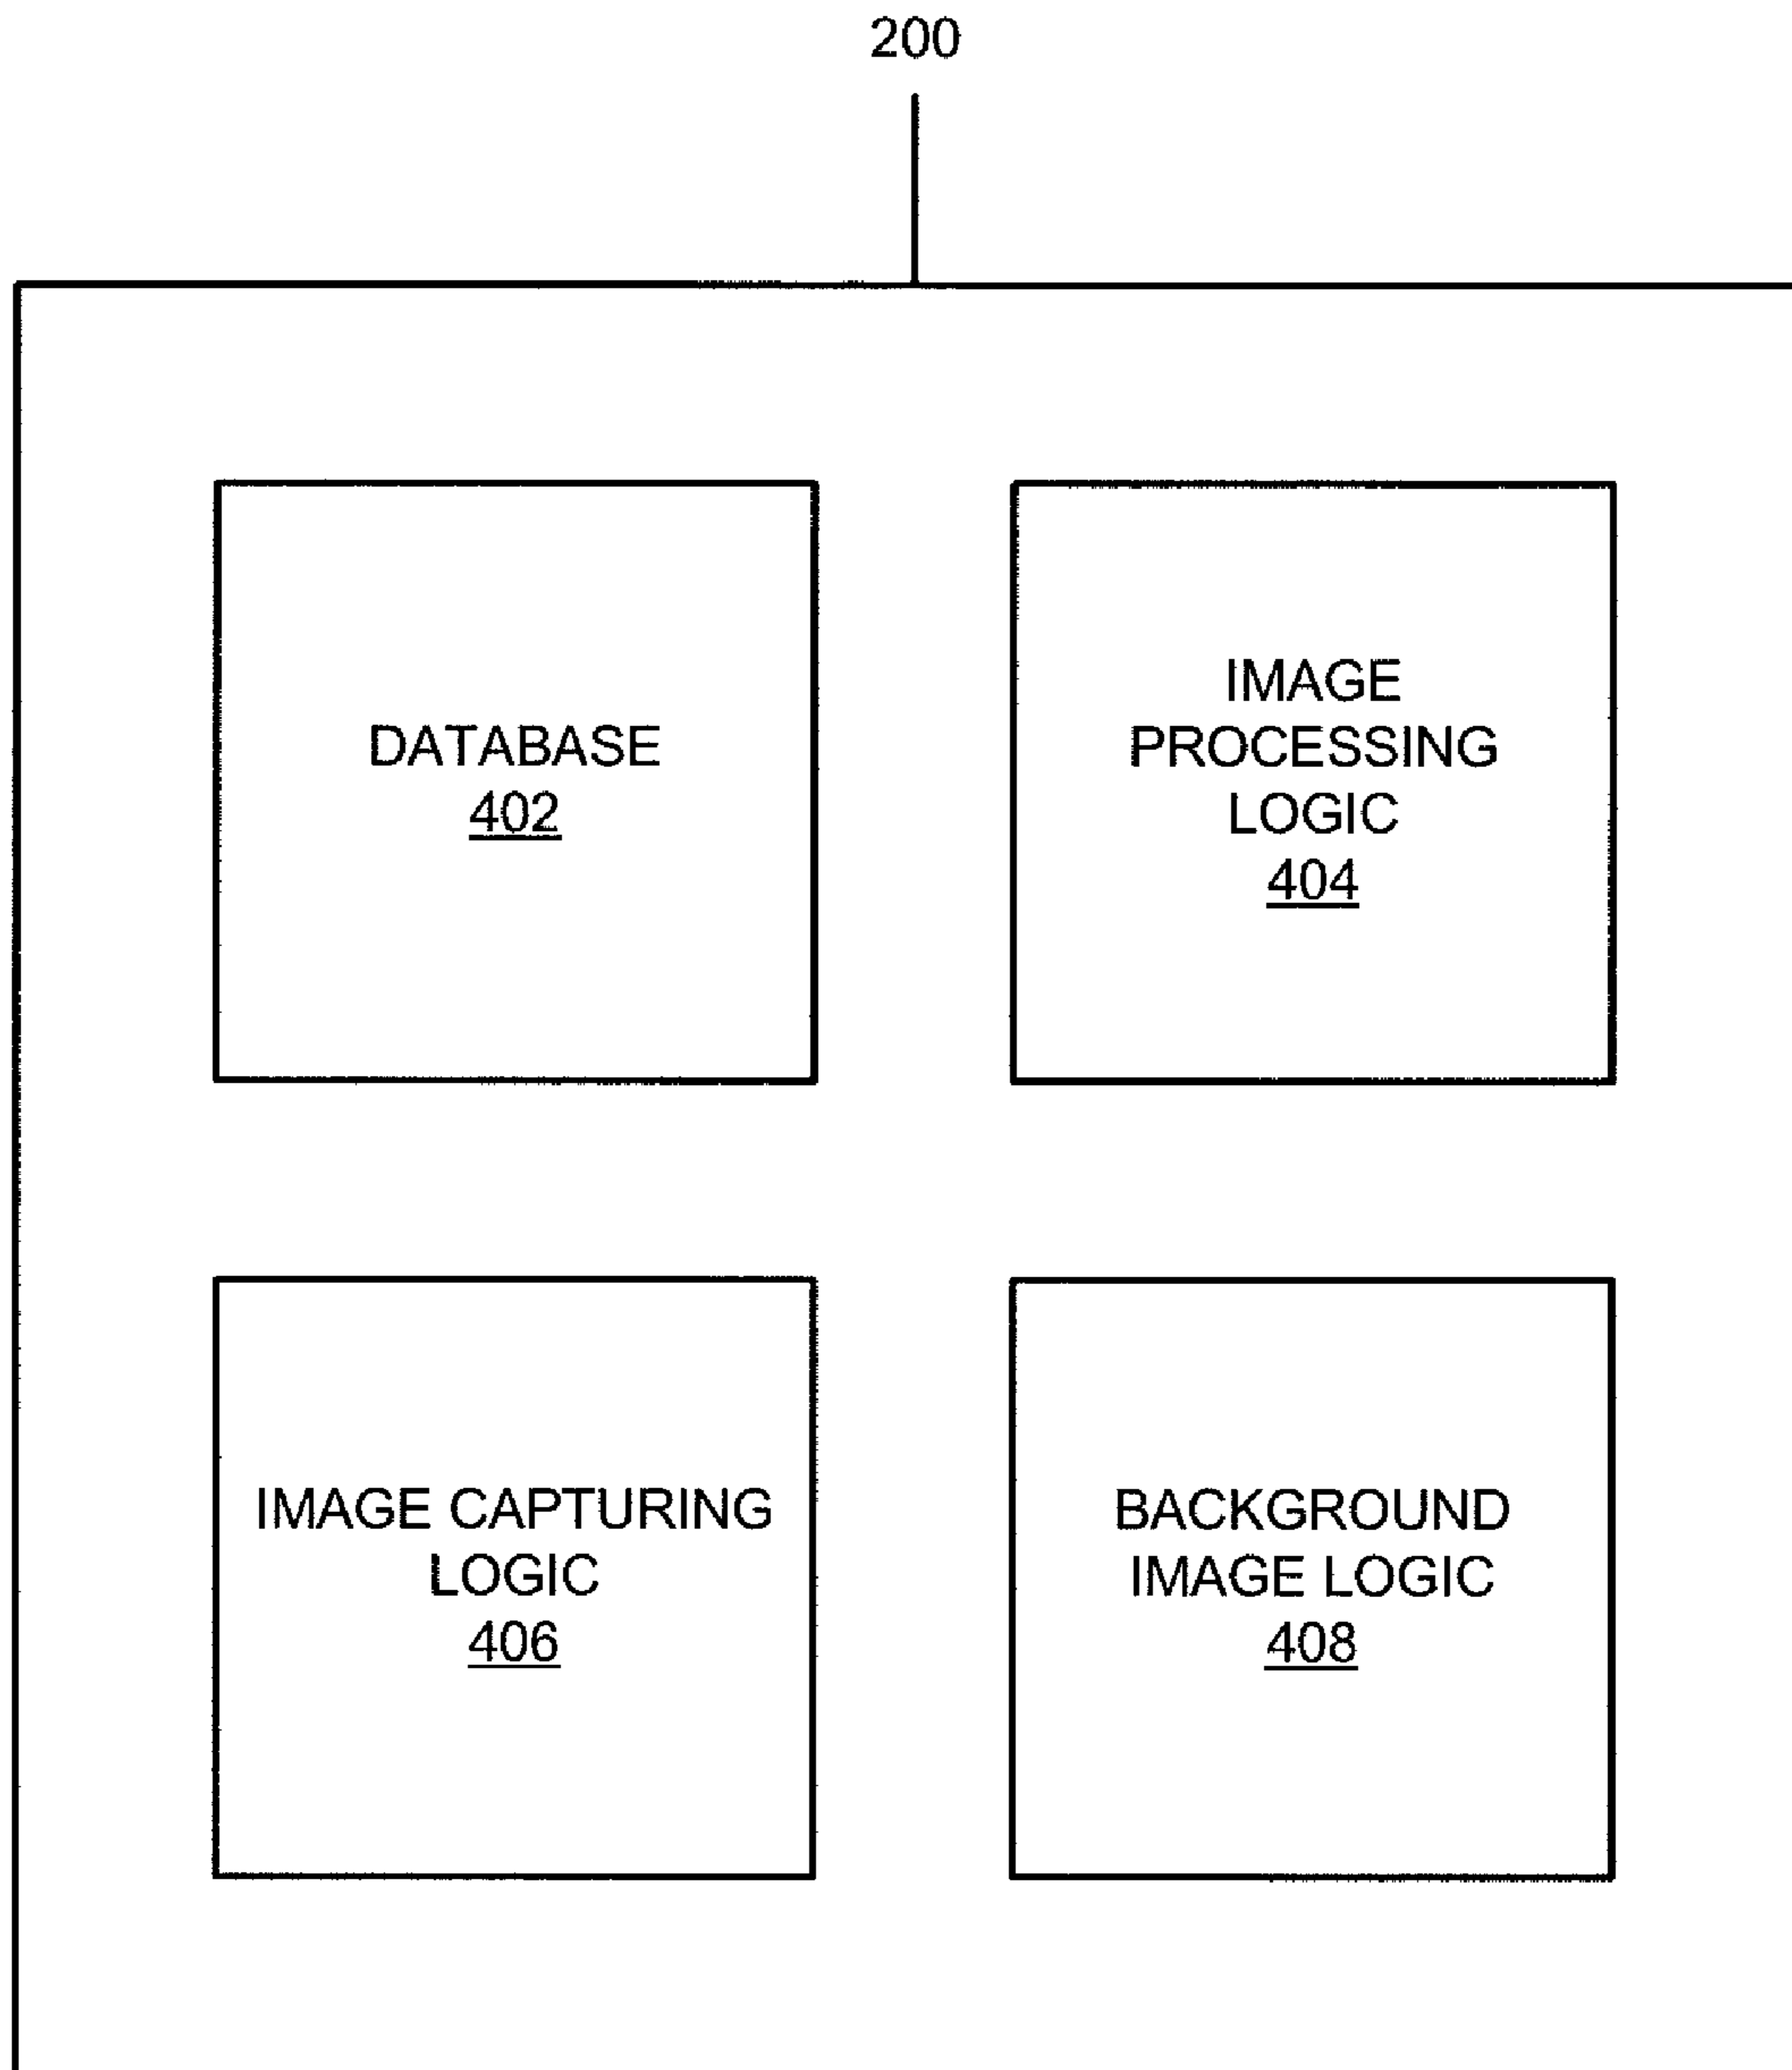 200
DATABASE
402
IMAGE
PROCESSING
LOGIC
404
IMAGE CAPTURING
LOGIC
406
BACKGROUND
IMAGE LOGIC
408